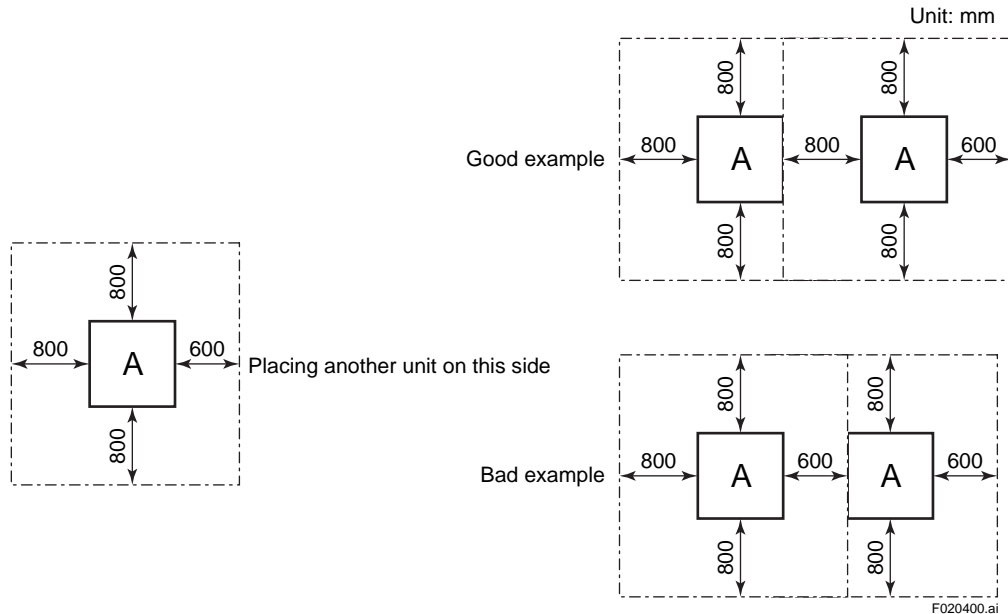 Unit: mm
800 800
800 A 800 A 600
Good example
800 800
800
800 A 600
Placing another unit on this side
800
800 800
800 A 600 A 600
Bad example
800 800
F020400.ai